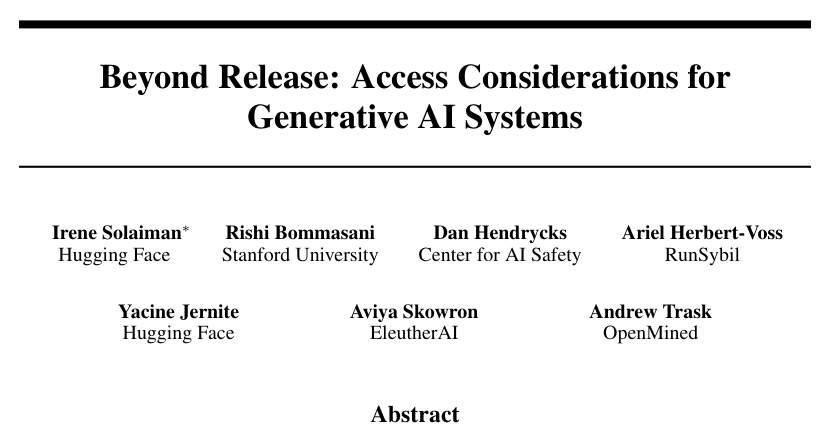 Beyond Release: Access Considerations for
Generative AI Systems
Irene Solaiman* Rishi Bommasani Dan Hendrycks Ariel Herbert-Voss
Hugging Face Stanford University Center for AI Safety RunSybil
Yacine Jernite Aviya Skowron Andrew Trask
Hugging Face EleutherAI OpenMined
Abstract